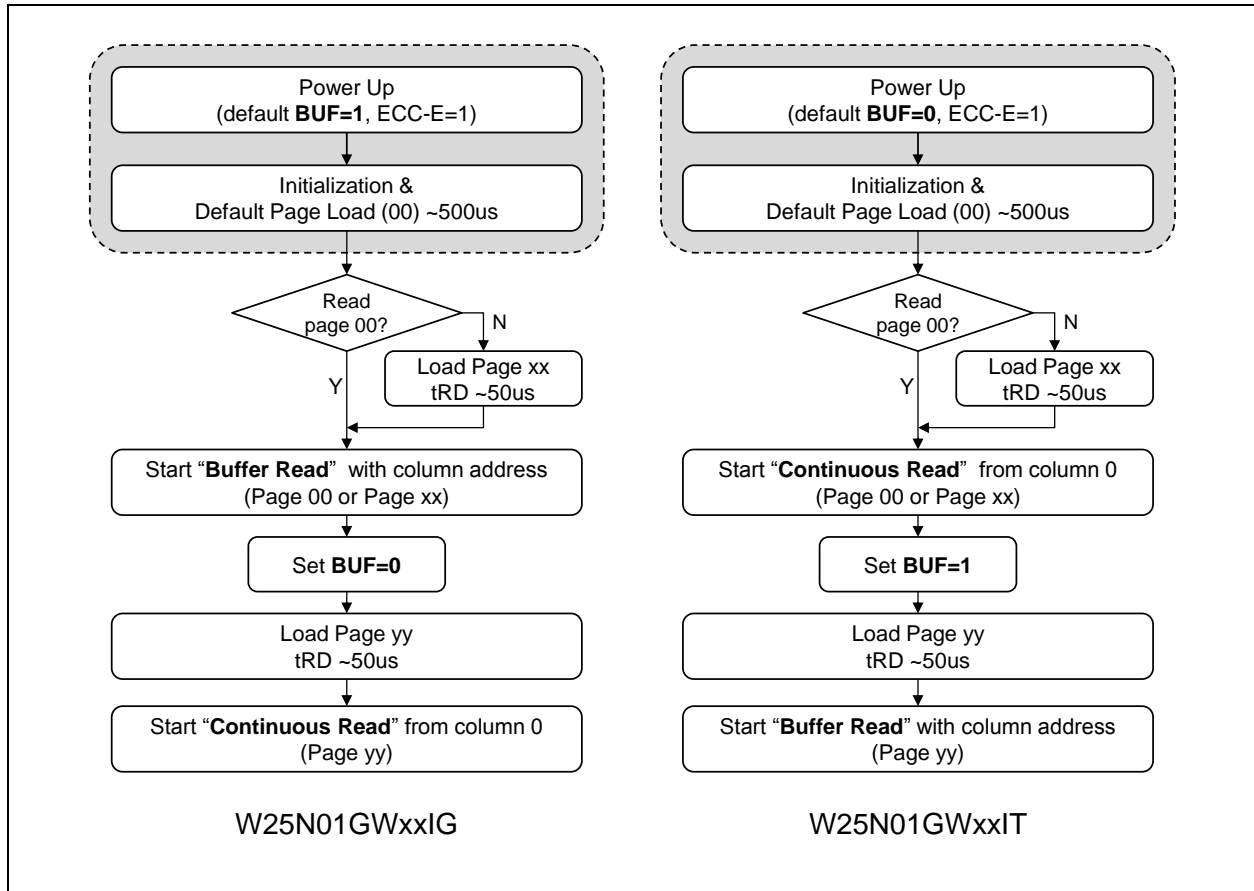 Power Up
(default BUF=1, ECC-E=1)
Initialization &
Default Page Load (00) ~500us
Read
page 00?
N
Y
Load Page xx
tRD ~50us
Start “Buffer Read” with column address
(Page 00 or Page xx)
Set BUF=0
Load Page yy
tRD ~50us
Start “Continuous Read” from column 0
(Page yy)
W25N01GWxxIG
Power Up
(default BUF=0, ECC-E=1)
Initialization &
Default Page Load (00) ~500us
Read
page 00?
N
Y
Load Page xx
tRD ~50us
Start “Continuous Read” from column 0
(Page 00 or Page xx)
Set BUF=1
Load Page yy
tRD ~50us
Start “Buffer Read” with column address
(Page yy)
W25N01GWxxIT